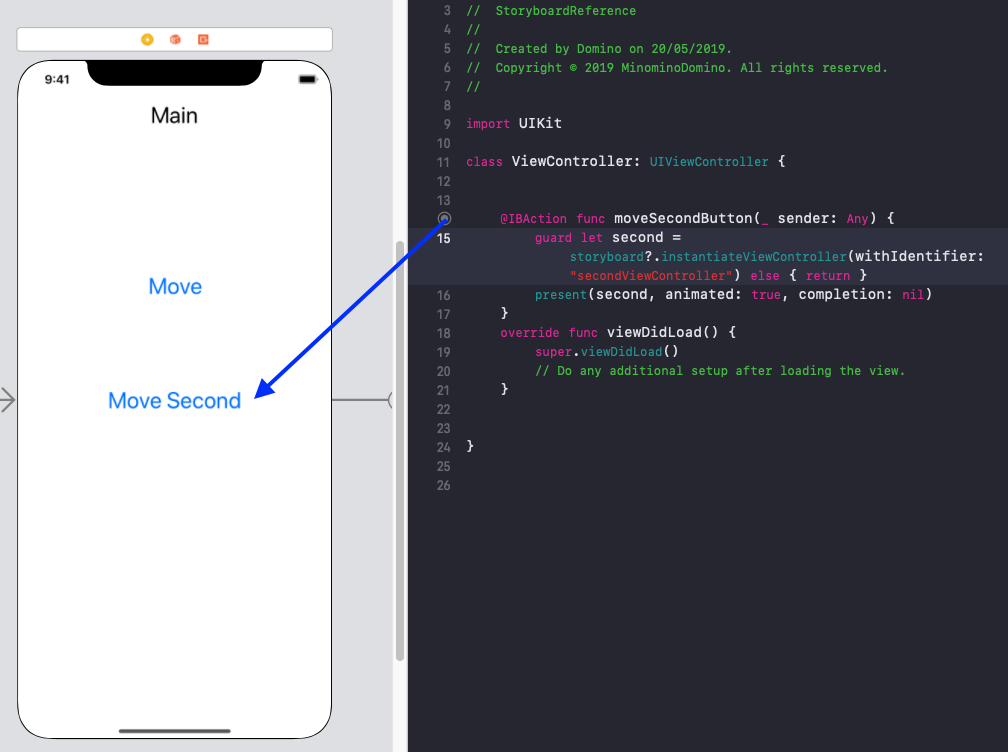 9:41
Main
Move
Move Second
3 // StoryboardReference
4 //
5 // Created by Domino on 20/05/2019.
6 // Copyright © 2019 MinominoDomino. All rights reserved.
7 //
8
9 import UIKit
10
11 class ViewController: UIViewController {
12
13
@IBAction func moveSecondButton(_ sender: Any) {
15 guard let second =
storyboard?.instantiateViewController(withIdentifier:
"secondViewController") else { return }
16 present(second, animated: true, completion: nil)
17 }
18 override func viewDidLoad() {
19 super.viewDidLoad()
20 // Do any additional setup after loading the view.
21 }
22
23
24 }
25
26